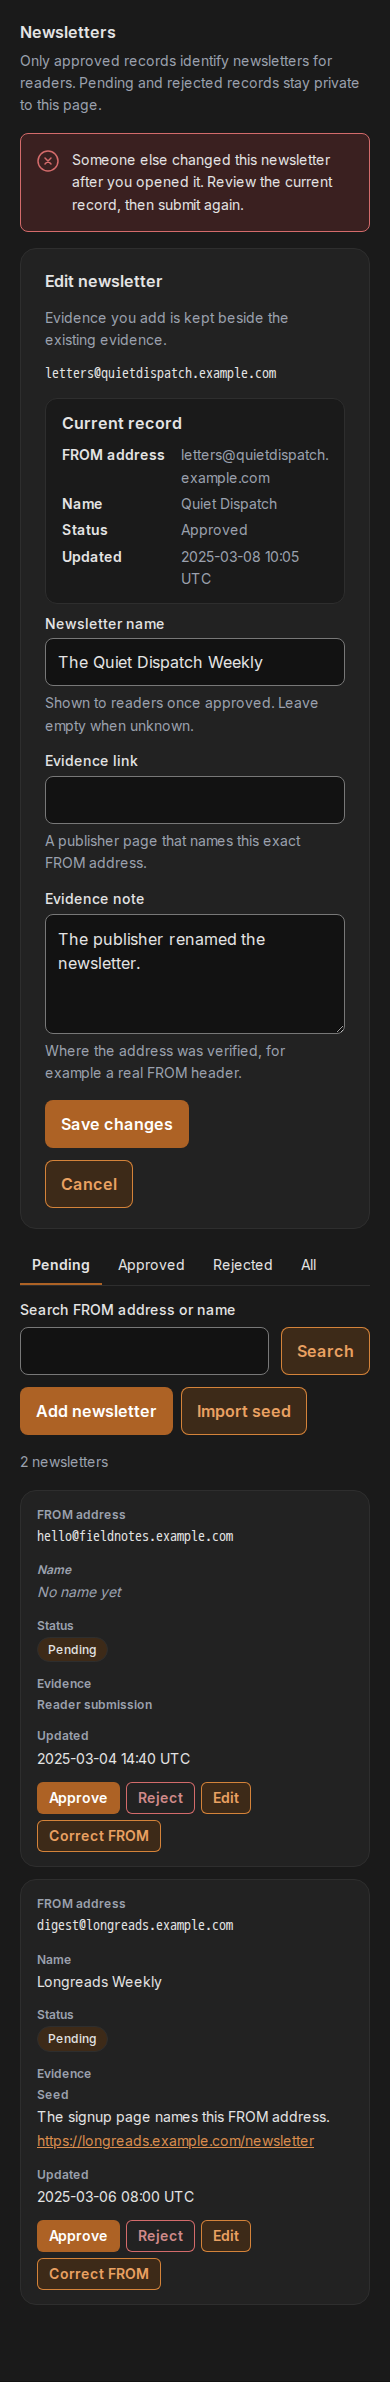 Newsletters
Only approved records identify newsletters for
readers. Pending and rejected records stay private
to this page.
Someone else changed this newsletter
after you opened it. Review the current
record, then submit again.
Edit newsletter
Evidence you add is kept beside the
existing evidence.
letters@quietdispatch.example.com
Current record
FROM address letters@quietdispatch.
example.com
Name Quiet Dispatch
Status Approved
Updated 2025-03-08 10:05
UTC
Newsletter name
The Quiet Dispatch Weekly
Shown to readers once approved. Leave
empty when unknown.
Evidence link
A publisher page that names this exact
FROM address.
Evidence note
The publisher renamed the
newsletter.
Where the address was verified, for
example a real FROM header.
Save changes
Cancel
Pending Approved Rejected All
Search FROM address or name
Search
Add newsletter Import seed
2 newsletters
FROM address
hello@fieldnotes.example.com
Name
No name yet
Status
Pending
Evidence
Reader submission
Updated
2025-03-04 14:40 UTC
Approve Reject Edit
Correct FROM
FROM address
digest@longreads.example.com
Name
Longreads Weekly
Status
Pending
Evidence
Seed
The signup page names this FROM address.
https://longreads.example.com/newsletter
Updated
2025-03-06 08:00 UTC
Approve Reject Edit
Correct FROM